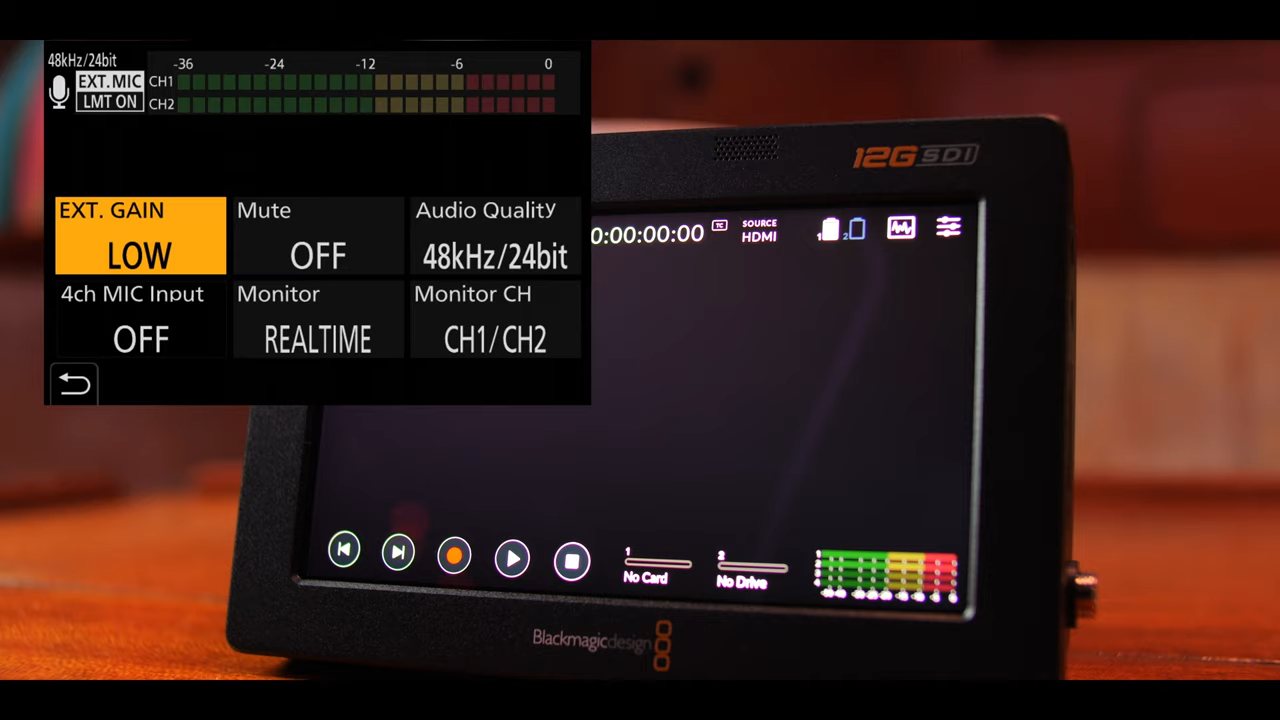 48kHz/24bit
-36 -24 -12 -6 0
EXT.MIC CH1
LMT ON CH2
EXT. GAIN Mute Audio Quality
LOW OFF 48kHz/24bit
4ch MIC Input Monitor Monitor CH
OFF REALTIME CH1/CH2
12G SDI
0:00:00:00 TC SOURCE
HDMI
1 2
1 2
No Card No Drive
Blackmagicdesign